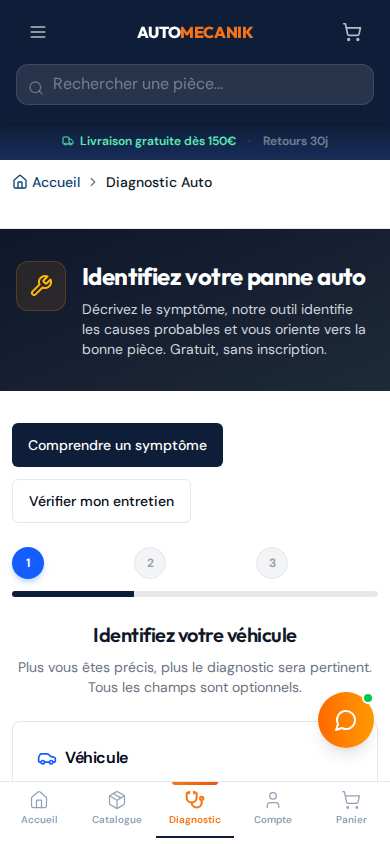 AUTOMECANIK
Rechercher une pièce...
Livraison gratuite dès 150€ · Retours 30j
Accueil > Diagnostic Auto
Identifiez votre panne auto
Décrivez le symptôme, notre outil identifie
les causes probables et vous oriente vers la
bonne pièce. Gratuit, sans inscription.
Comprendre un symptôme
Vérifier mon entretien
1 2 3
Identifiez votre véhicule
Plus vous êtes précis, plus le diagnostic sera pertinent.
Tous les champs sont optionnels.
Véhicule
Accueil Catalogue Diagnostic Compte Panier